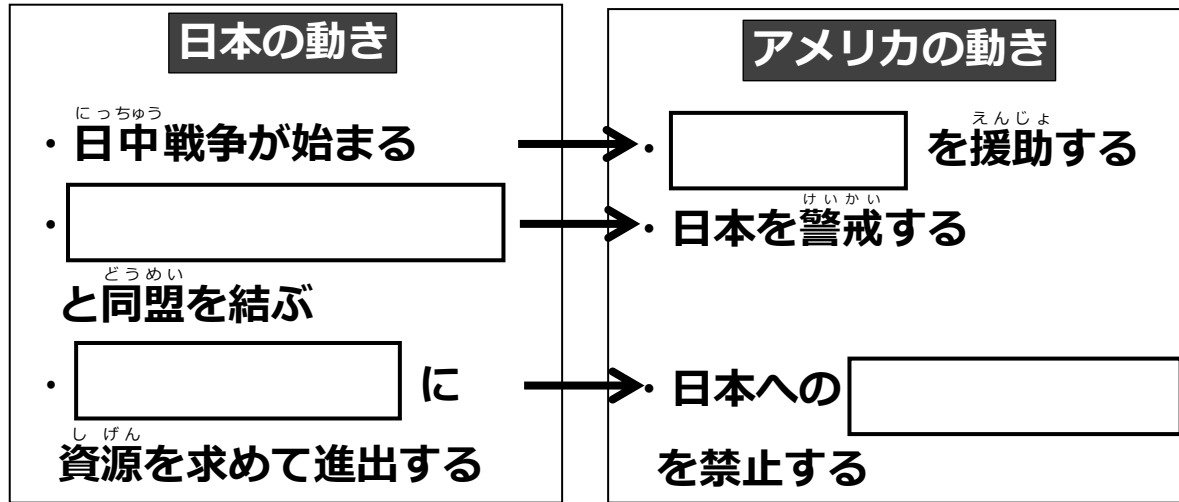 日本の動き
・日中戦争が始まる
にっちゅう
・
と同盟を結ぶ
どうめい
・ に
資源を求めて進出する
しげん
アメリカの動き
・ を援助する
えんじょ
・日本を警戒する
けいかい
・日本への
を禁止する